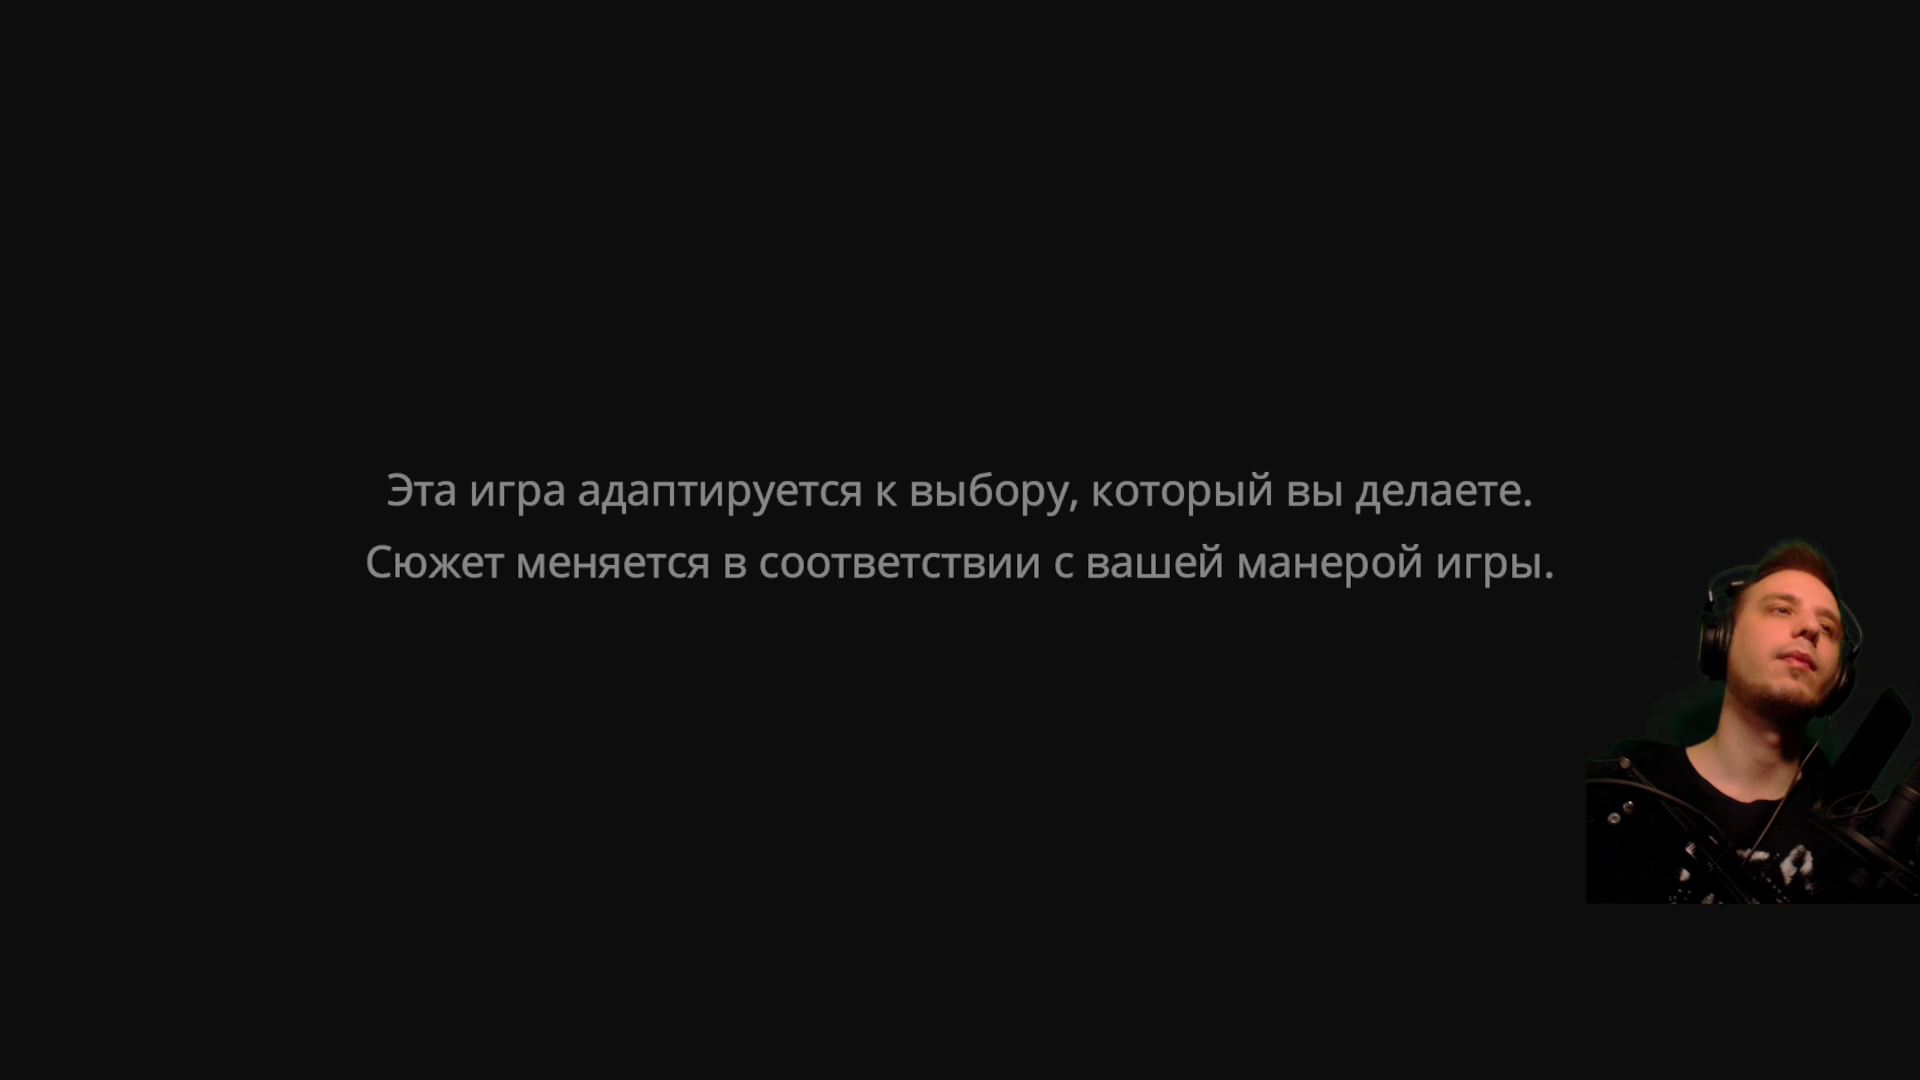 Эта игра адаптируется к выбору, который вы делаете.
Сюжет меняется в соответствии с вашей манерой игры.